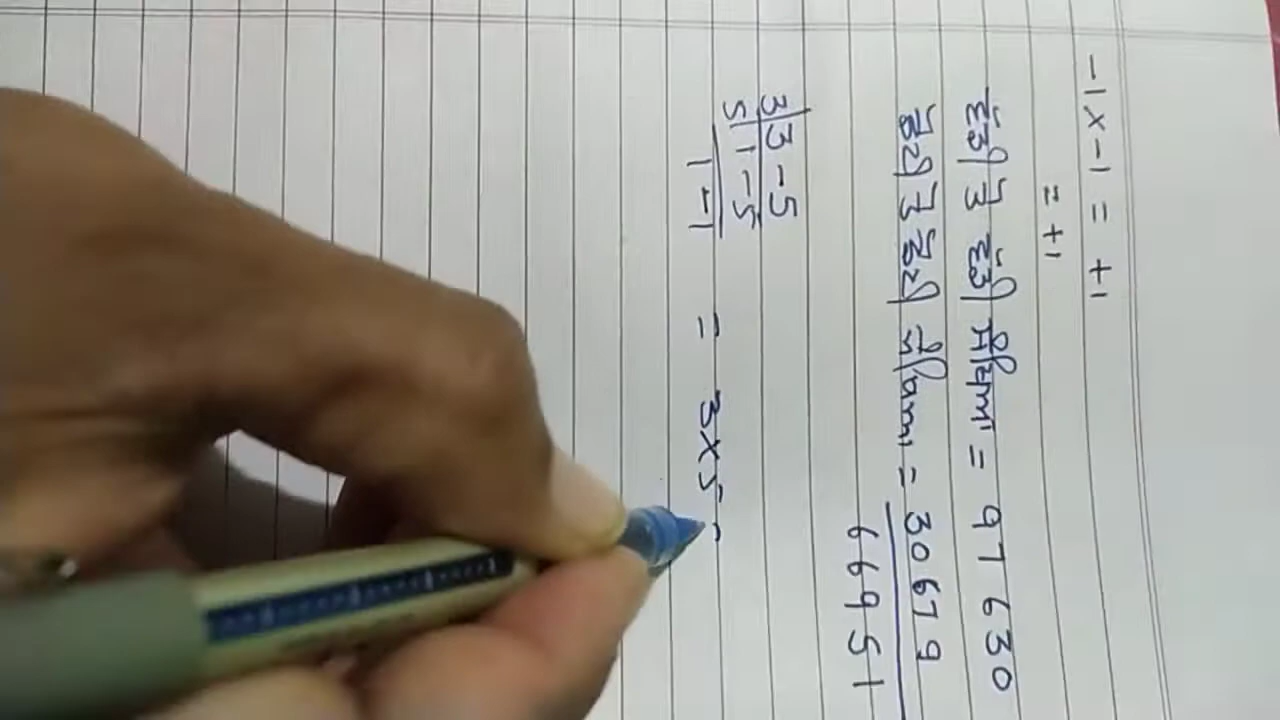 -1 x -1 = +1
= +1
ਵੱਡੀ ਤੋਂ ਵੱਡੀ ਸੰਖਿਆ = 97630
ਛੋਟੀ ਤੋਂ ਛੋਟੀ ਸੰਖਿਆ = 30679
66951
3 3-5
5 1-5
1-1 = 3x5